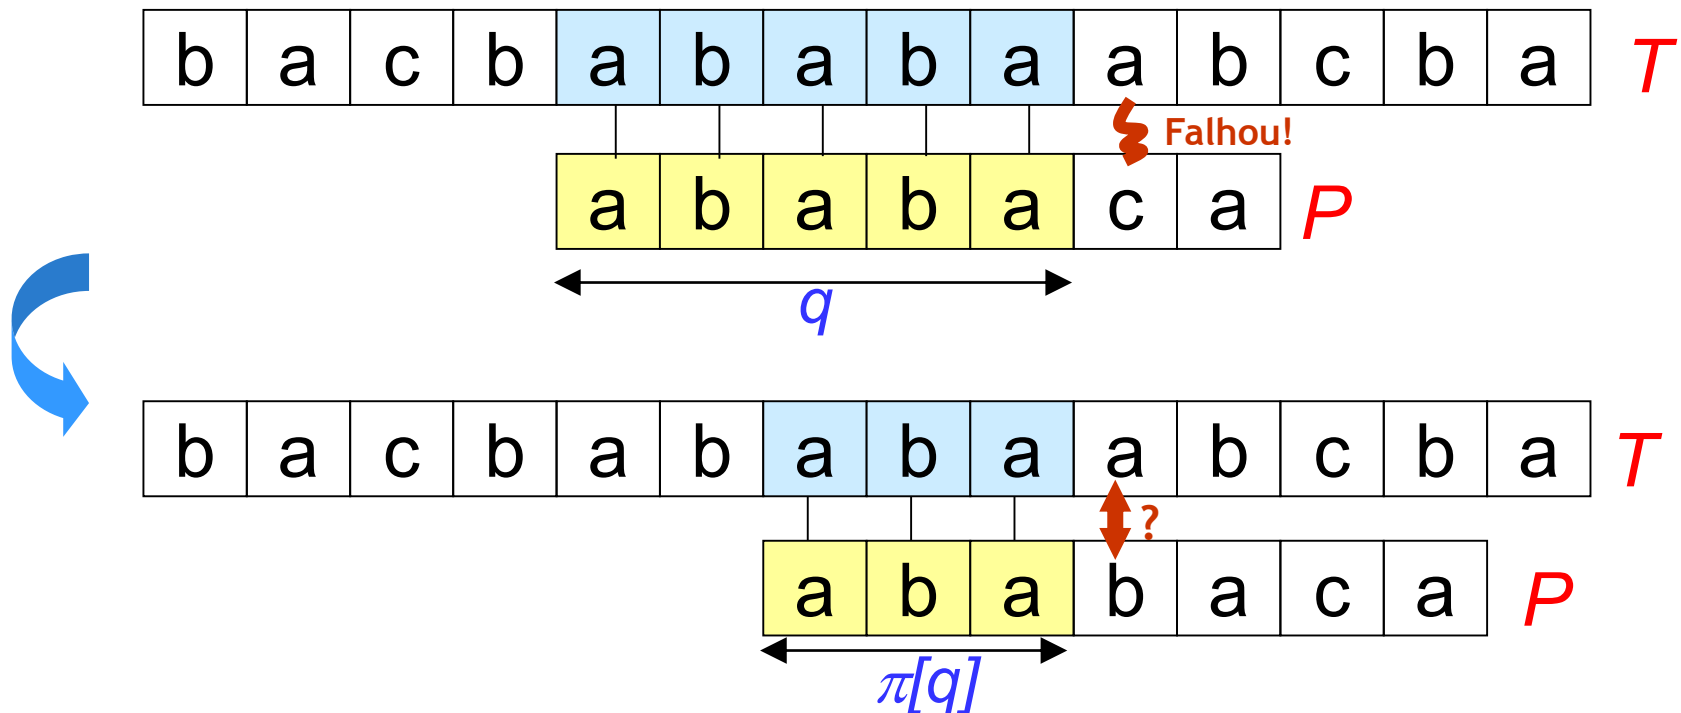 b a c b a b a b a a b c b a T
Falhou!
a b a b a c a P
q
b a c b a b a b a a b c b a T
?
a b a b a c a P
π[q]